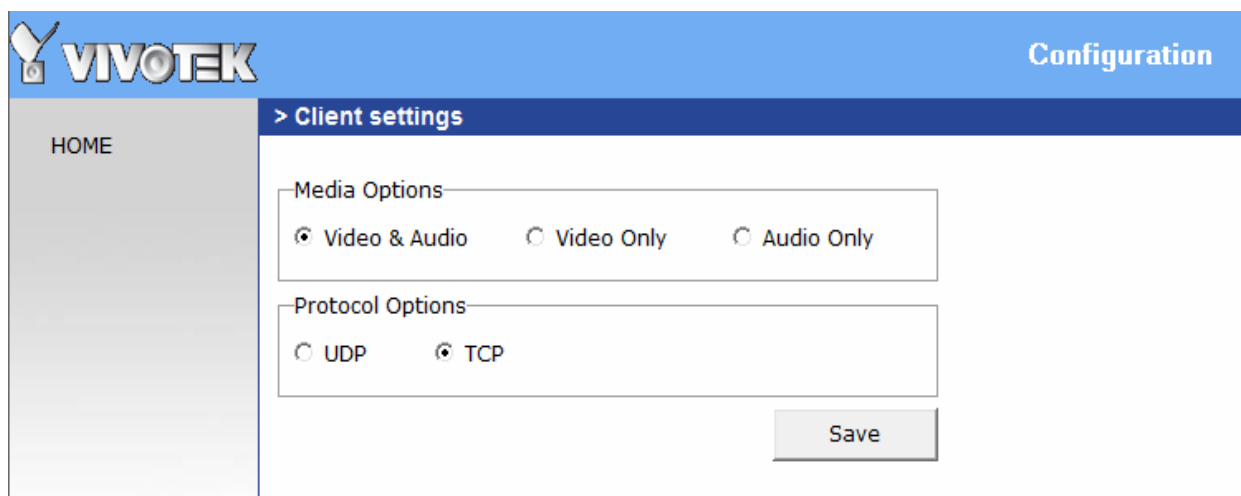 VIVOTEK
Configuration
> Client settings
HOME
Media Options
Video & Audio
Video Only
Audio Only
Protocol Options
UDP
TCP
Save